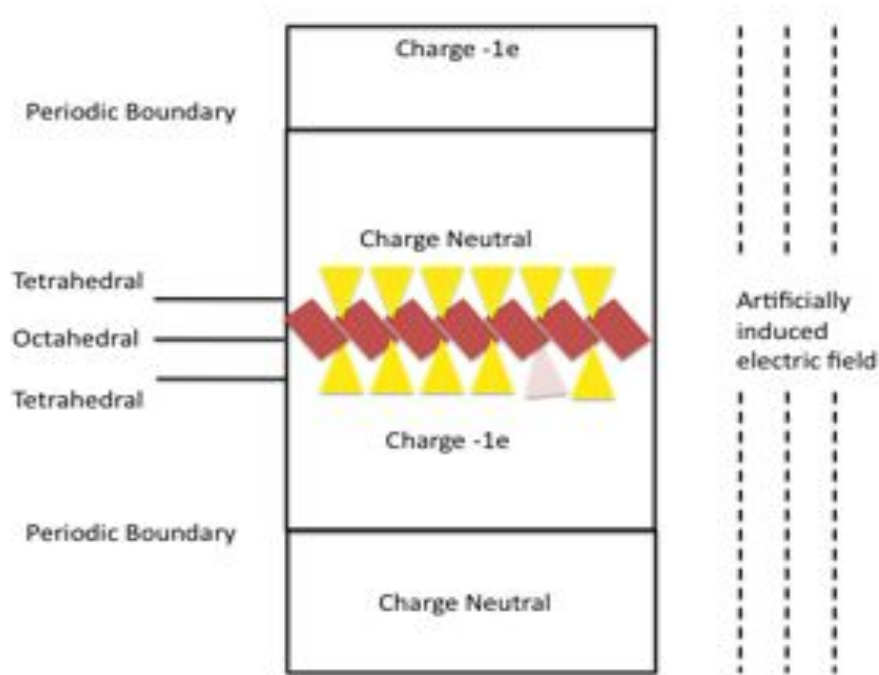 Charge -1e
Periodic Boundary
Charge Neutral
Tetrahedral
Octahedral
Tetrahedral
Artificially
induced
electric field
Charge -1e
Periodic Boundary
Charge Neutral